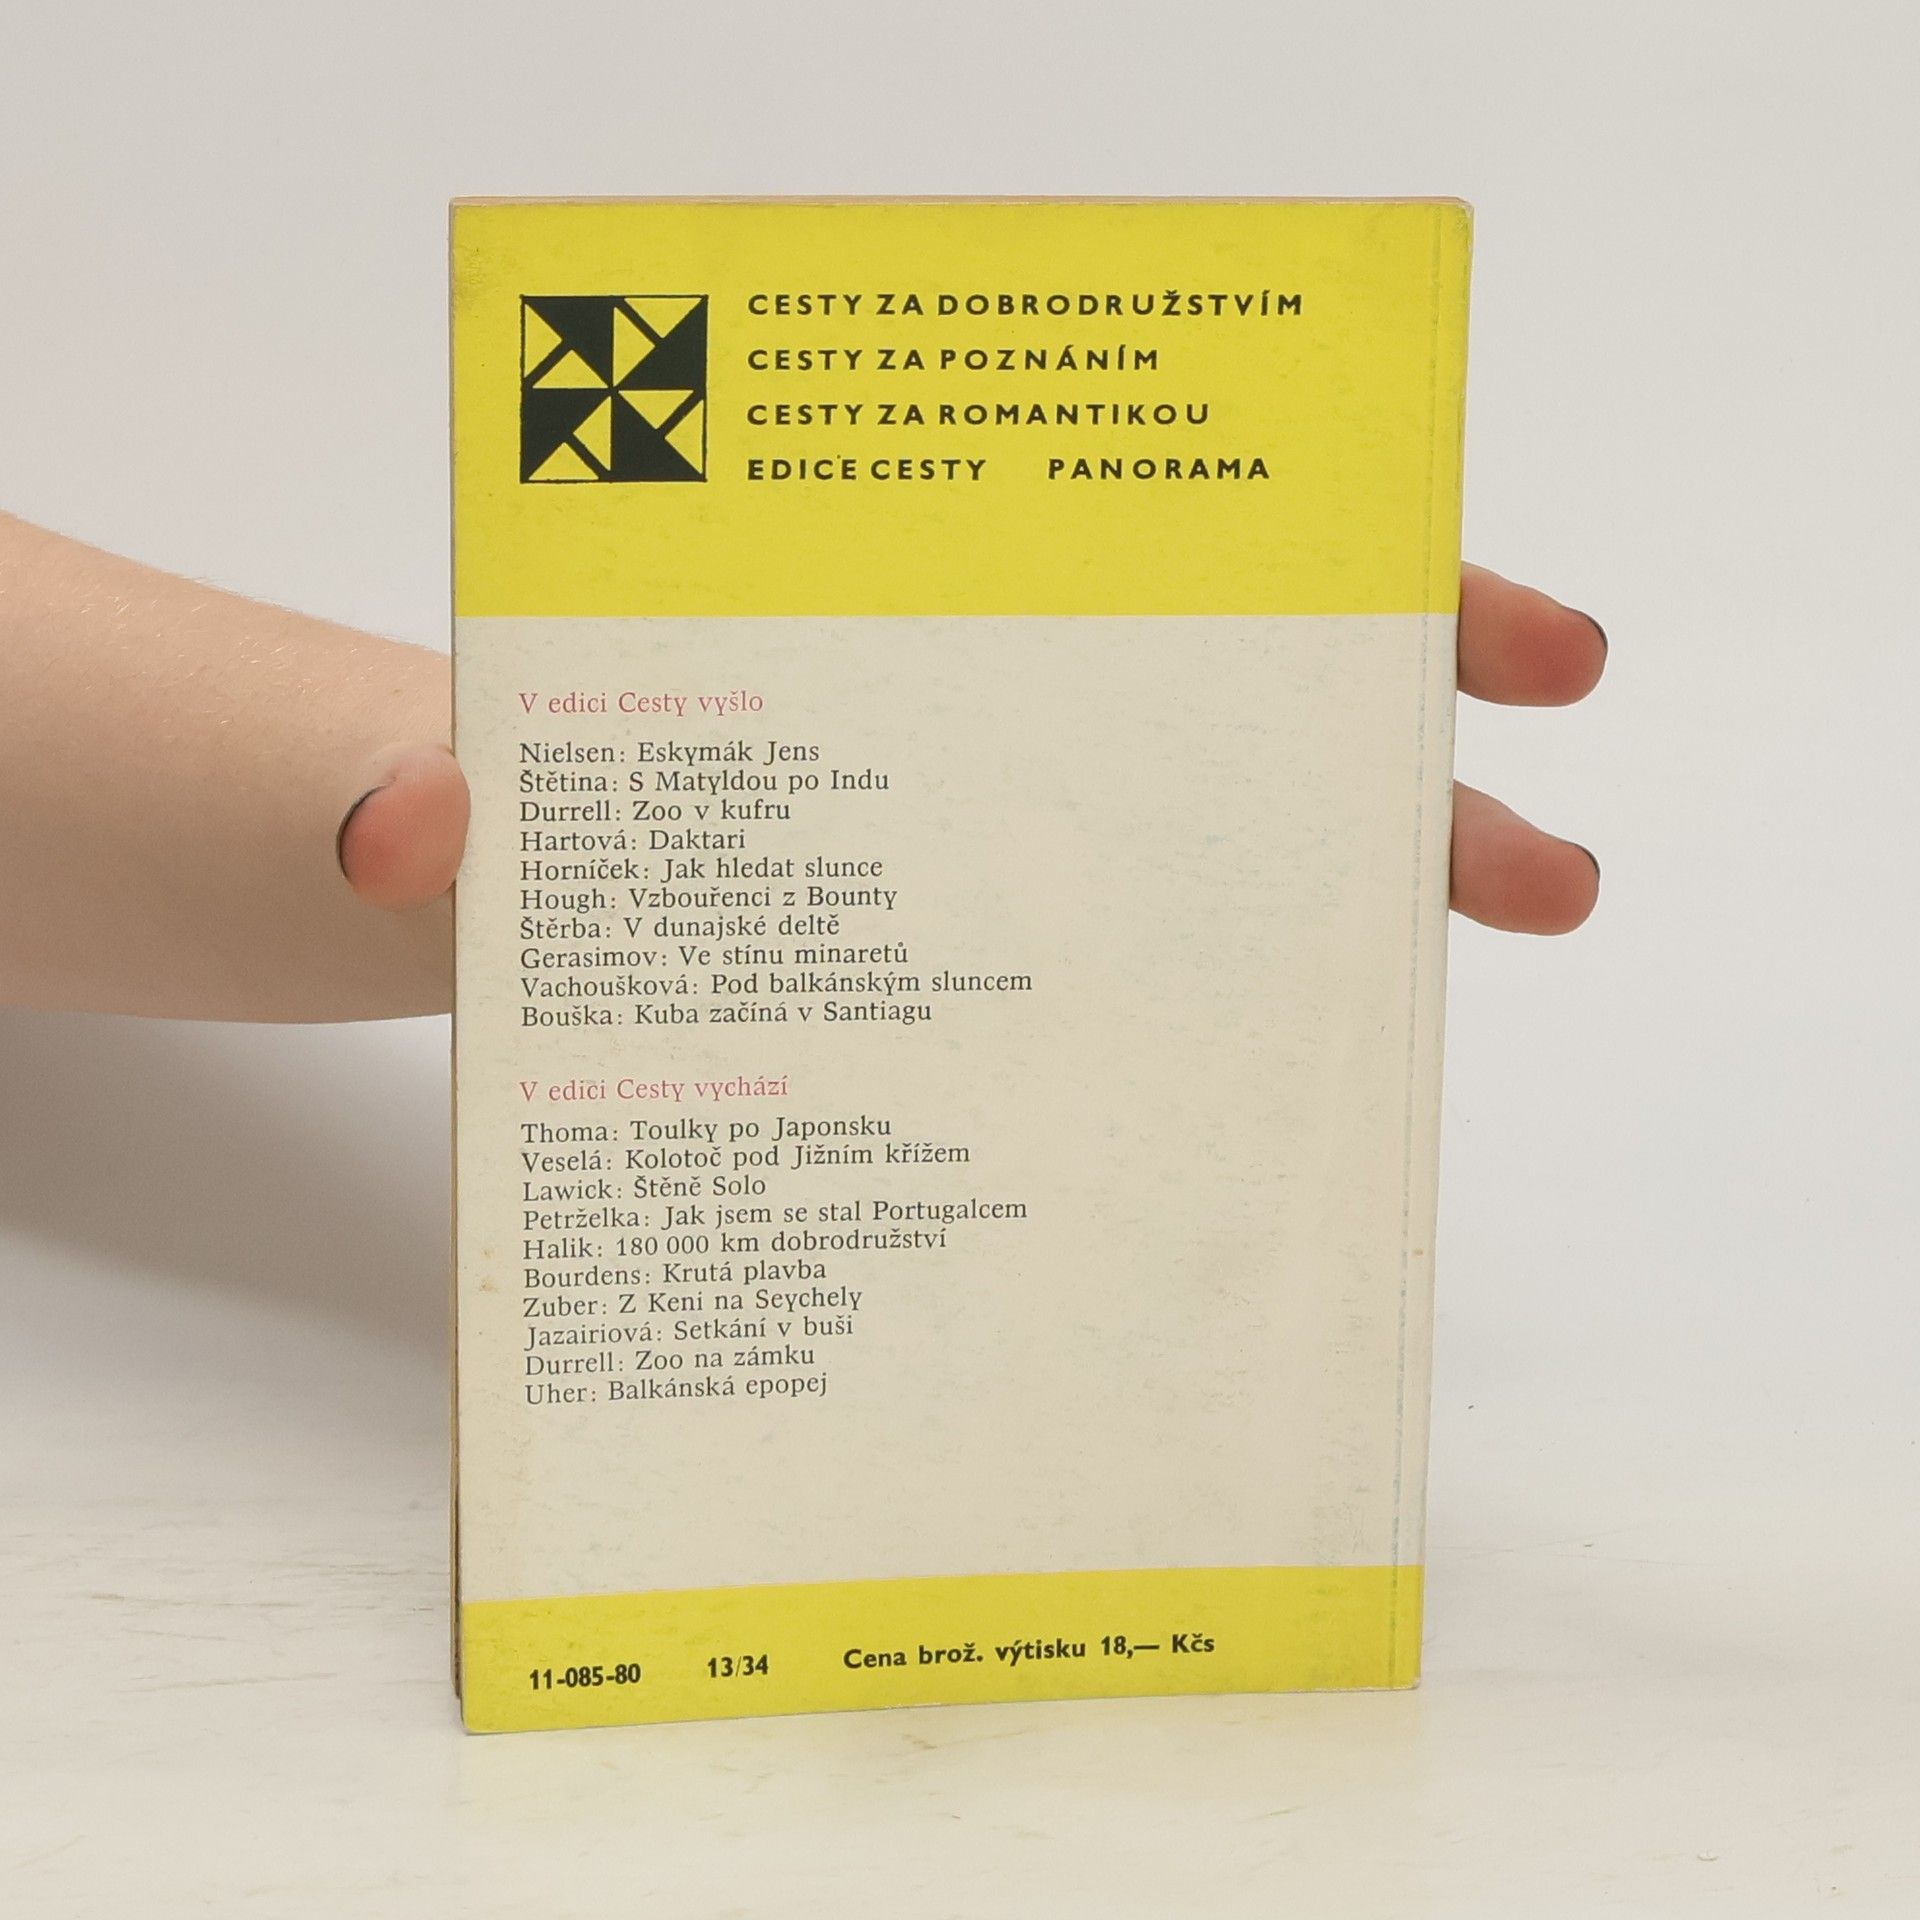 CESTY ZA DOBRODRUŽSTVÍM
CESTY ZA POZNÁNÍM
CESTY ZA ROMANTIKOU
EDICE CESTY PANORAMA
V edici Cesty vyšlo
Nielsen: Eskymák Jens
Štětina: S Matyldou po Indu
Durrell: Zoo v kufru
Hartová: Daktari
Horníček: Jak hledat slunce
Hough: Vzbouřenci z Bounty
Štěrba: V dunajské deltě
Gerasimov: Ve stínu minaretů
Vachoušková: Pod balkánským sluncem
Bouška: Kuba začíná v Santiagu
V edici Cesty vychází
Thoma: Toulky po Japonsku
Veselá: Kolotoč pod Jižním křížem
Lawick: Štěně Solo
Petrželka: Jak jsem se stal Portugalcem
Halik: 180 000 km dobrodružství
Bourdens: Krutá plavba
Zuber: Z Keni na Seychely
Jazairiová: Setkání v buši
Durrell: Zoo na zámku
Uher: Balkánská epopej
11-085-80 13/34 Cena brož. výtisku 18,— Kčs